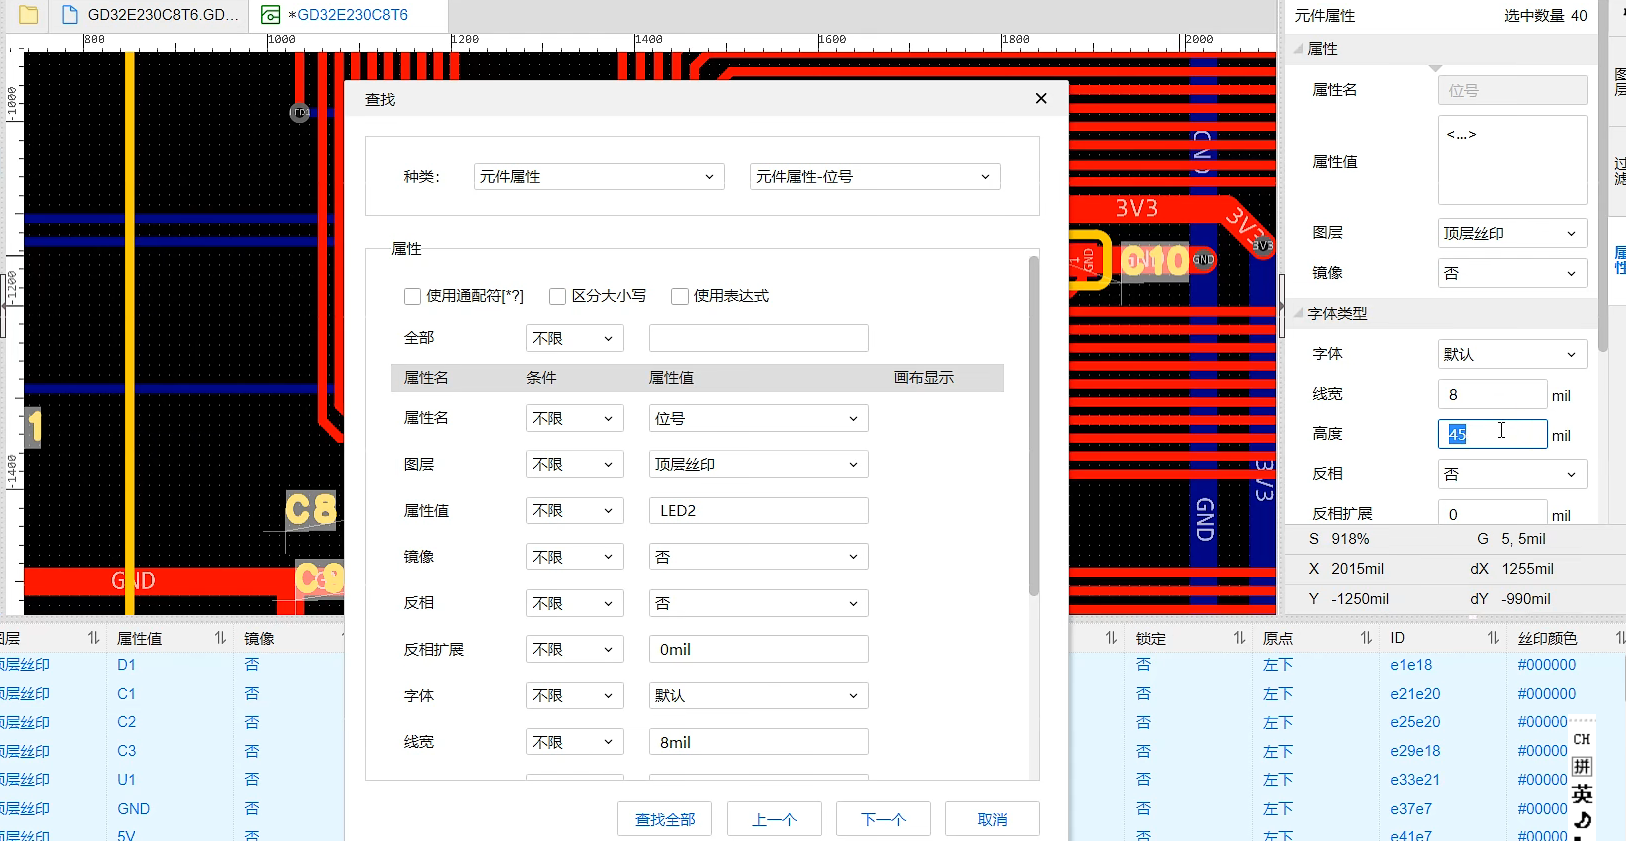 GD32E230C8T6.GD...
*GD32E230C8T6
元件属性
选中数量 40
800
1000
1200
1400
1600
1800
2000
属性
属性名
位号
属性值
<...>
图层
顶层丝印
镜像
否
字体类型
字体
默认
线宽
8
mil
高度
45
mil
反相
否
反相扩展
0
mil
S 918%
G 5, 5mil
X 2015mil
dX 1255mil
Y -1250mil
dY -990mil
图层
过滤
属性
-1000
-1200
-1400
查找
种类:
元件属性
元件属性-位号
属性
使用通配符[*?]
区分大小写
使用表达式
全部
不限
属性名
条件
属性值
画布显示
属性名
不限
位号
图层
不限
顶层丝印
属性值
不限
LED2
镜像
不限
否
反相
不限
否
反相扩展
不限
0mil
字体
不限
默认
线宽
不限
8mil
查找全部
上一个
下一个
取消
3V3
3V3
3V3
GND
C10
GND
GND
3V3
1
C8
C9
GND
图层
属性值
镜像
锁定
原点
ID
丝印颜色
顶层丝印
D1
否
否
左下
e1e18
#000000
顶层丝印
C1
否
否
左下
e21e20
#000000
顶层丝印
C2
否
否
左下
e25e20
#00000
顶层丝印
C3
否
否
左下
e29e18
#00000
顶层丝印
U1
否
否
左下
e33e21
#00000
顶层丝印
GND
否
否
左下
e37e7
#00000
顶层丝印
5V
否
否
左下
e41e7
#00000
CH
拼
英